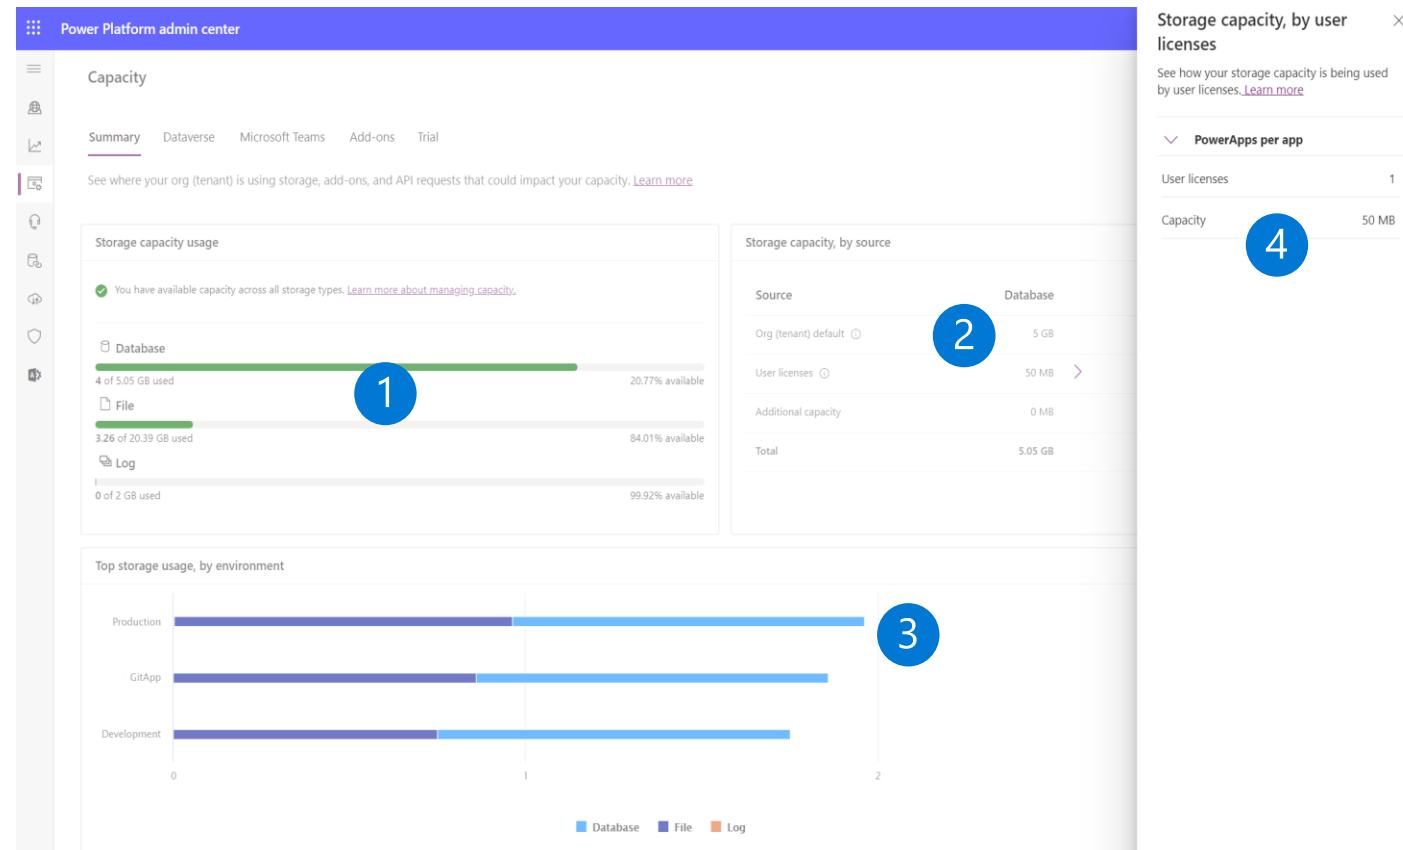 Power Platform admin center
Capacity
Summary Dataverse Microsoft Teams Add-ons Trial
See where your org (tenant) is using storage, add-ons, and API requests that could impact your capacity. Learn more
Storage capacity usage
You have available capacity across all storage types. Learn more about managing capacity.
Database
4 of 5.05 GB used 20.77% available
1
File
3.26 of 20.39 GB used 84.01% available
Log
0 of 2 GB used 99.92% available
Storage capacity, by source
Source Database
Org (tenant) default 5 GB
2
User licenses 50 MB
Additional capacity 0 MB
Total 5.05 GB
Top storage usage, by environment
Production
3
GitApp
Development
0 1 2
Database File Log
Storage capacity, by user
licenses
See how your storage capacity is being used
by user licenses. Learn more
PowerApps per app
User licenses 1
Capacity 50 MB
4